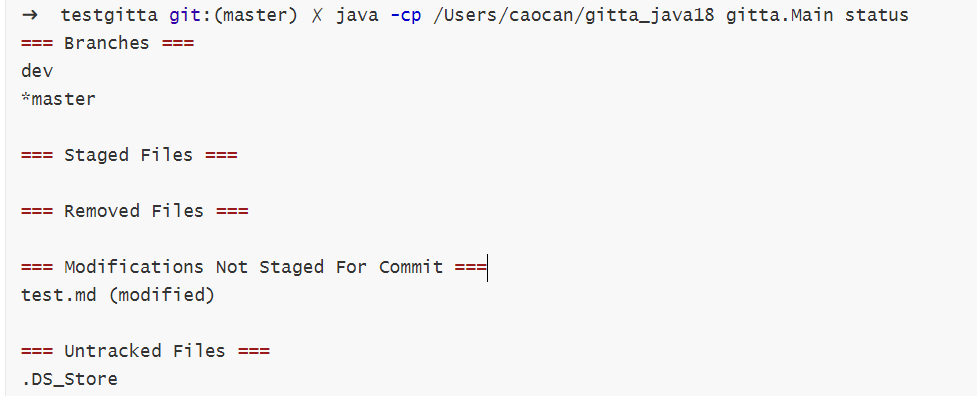 → testgitta git:(master) ✗ java -cp /Users/caocan/gitta_java18 gitta.Main status
=== Branches ===
dev
*master
=== Staged Files ===
=== Removed Files ===
=== Modifications Not Staged For Commit ===
test.md (modified)
=== Untracked Files ===
.DS_Store